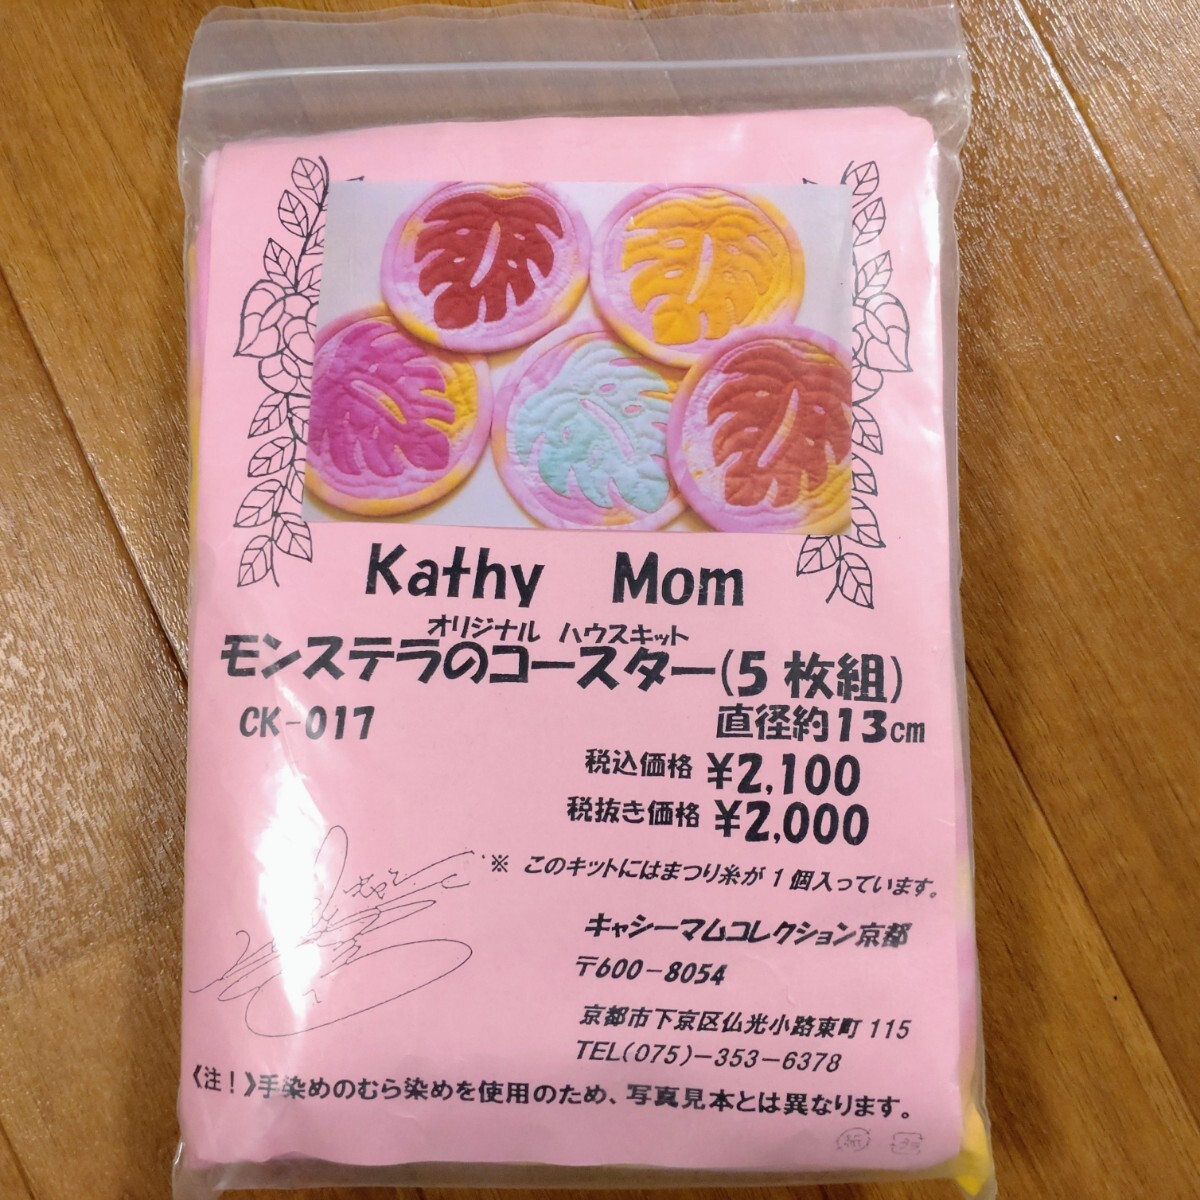 Kathy Mom
オリジナル ハウスキット
モンステラのコースター(5枚組)
CK-017 直径約13cm
税込価格 ¥2,100
税抜き価格 ¥2,000
※ このキットにはまつり糸が1個入っています。
キャシーマムコレクション京都
〒600-8054
京都市下京区仏光小路東町115
TEL(075)-353-6378
《注！》手染めのむら染めを使用のため、写真見本とは異なります。